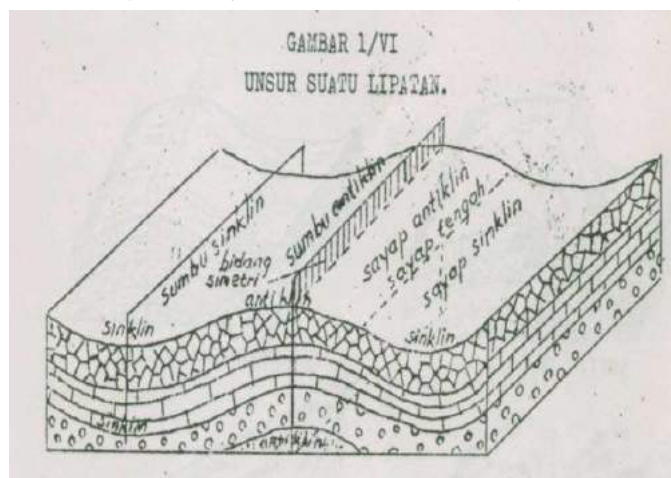 GAMBAR 1/VI
UNSUR SUATU LIPATAN.
sumbu sinklin
sumbu antiklin
bidang
simetri
sayap antiklin
sayap tengah
sayap sinklin
antiklin
sinklin
sinklin
sinklin
antiklin